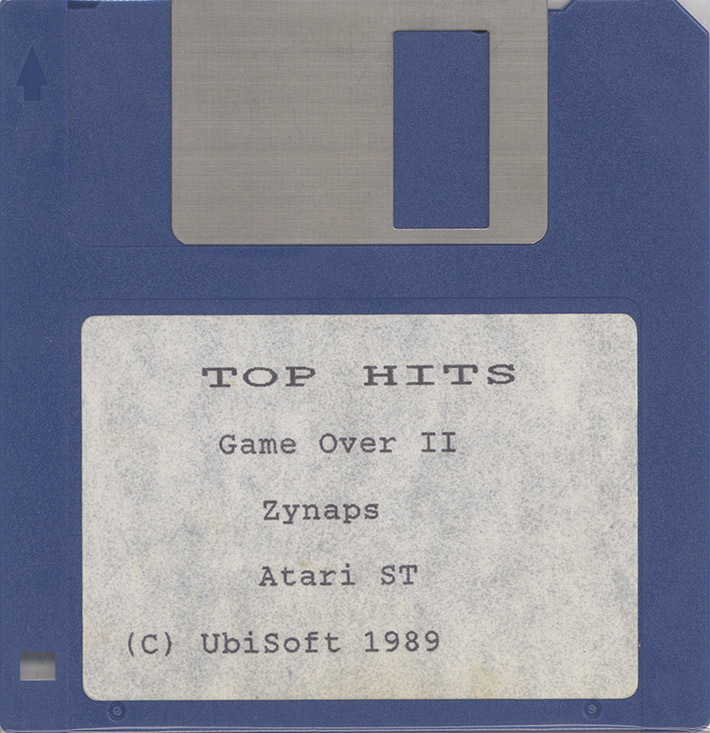 TOP HITS
Game Over II
Zynaps
Atari ST
(C) UbiSoft 1989